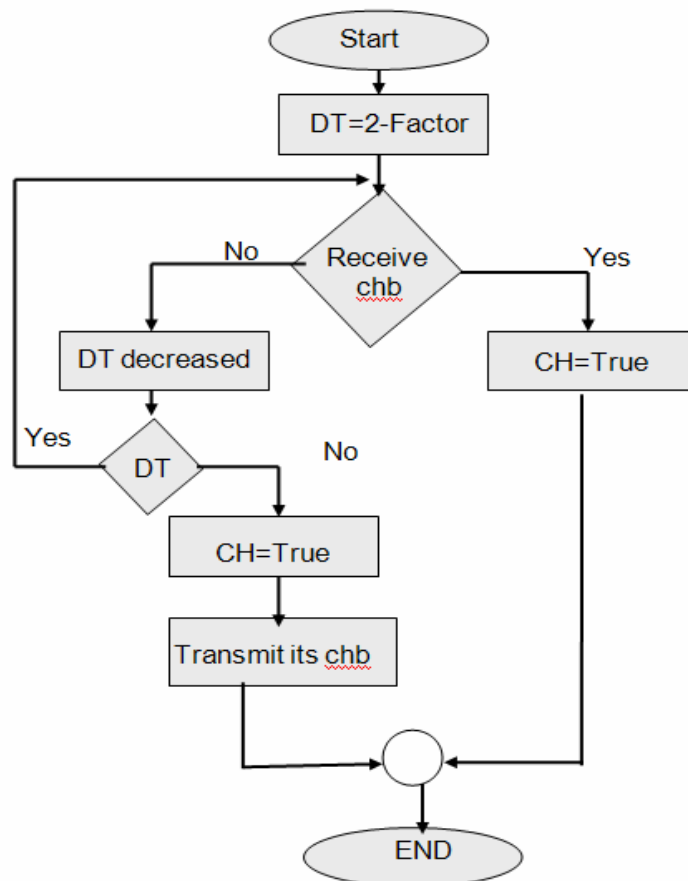 Start
DT=2-Factor
No
Receive
chb
Yes
DT decreased
CH=True
Yes
DT
No
CH=True
Transmit its chb
END